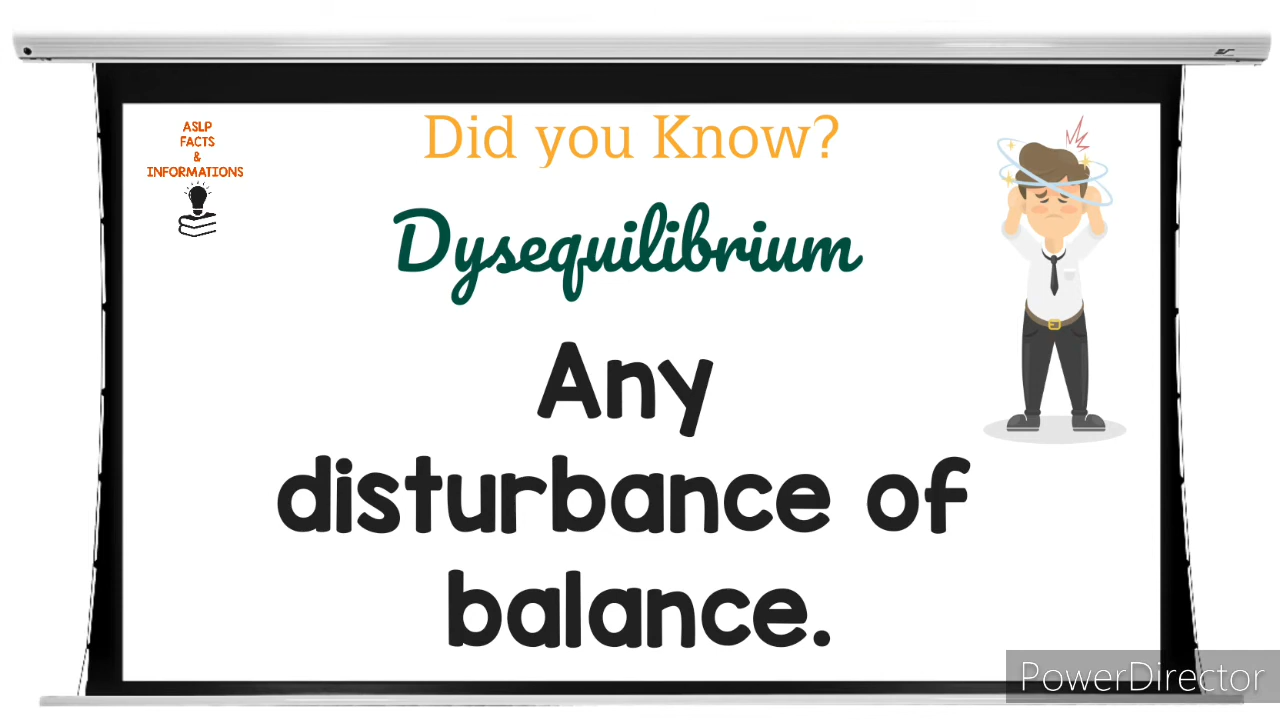 ASLP
FACTS
&
INFORMATIONS
Did you Know?
Dysequilibrium
Any
disturbance of
balance.
PowerDirector